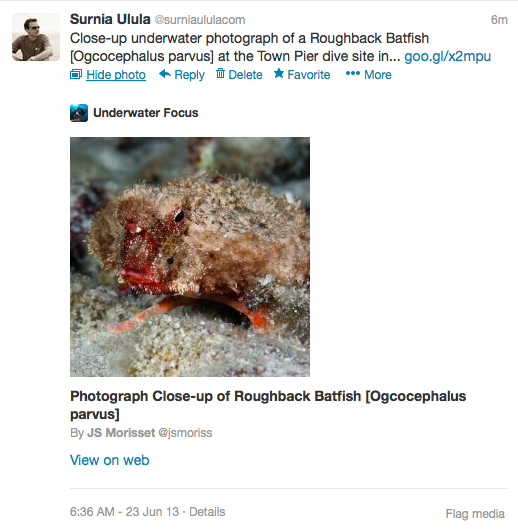 Surnia Ulula @surniaululacom 6m
Close-up underwater photograph of a Roughback Batfish
[Ogcocephalus parvus] at the Town Pier dive site in... goo.gl/x2mpu
Hide photo Reply Delete Favorite More
Underwater Focus
Photograph Close-up of Roughback Batfish [Ogcocephalus
parvus]
By JS Morisset @jsmoriss
View on web
6:36 AM - 23 Jun 13 · Details Flag media